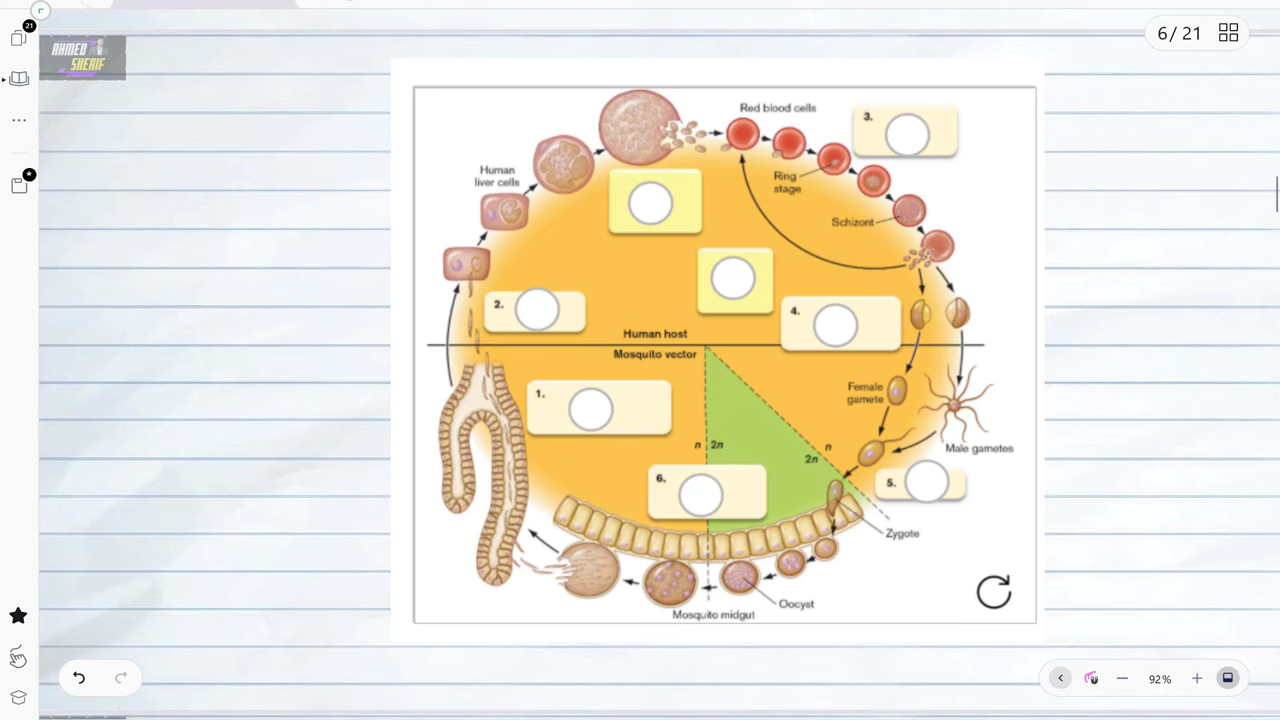 21
AHMED
SHERIF
6/ 21
Red blood cells
3.
Human
liver cells
Ring
stage
Schizont
2.
4.
Human host
Mosquito vector
1.
Female
gamete
n
2n
n
2n
Male gametes
6.
5.
Zygote
Oocyst
Mosquito midgut
92%